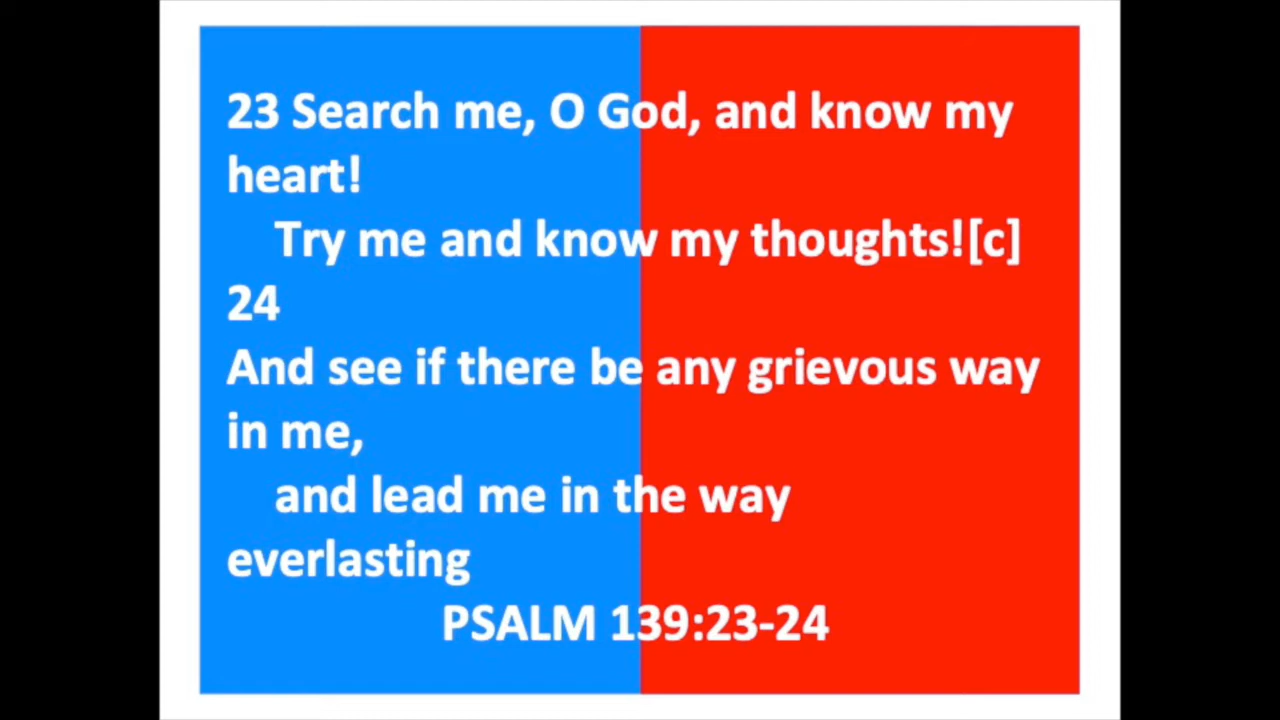 23 Search me, O God, and know my
heart!
Try me and know my thoughts![c]
24
And see if there be any grievous way
in me,
and lead me in the way
everlasting
PSALM 139:23-24